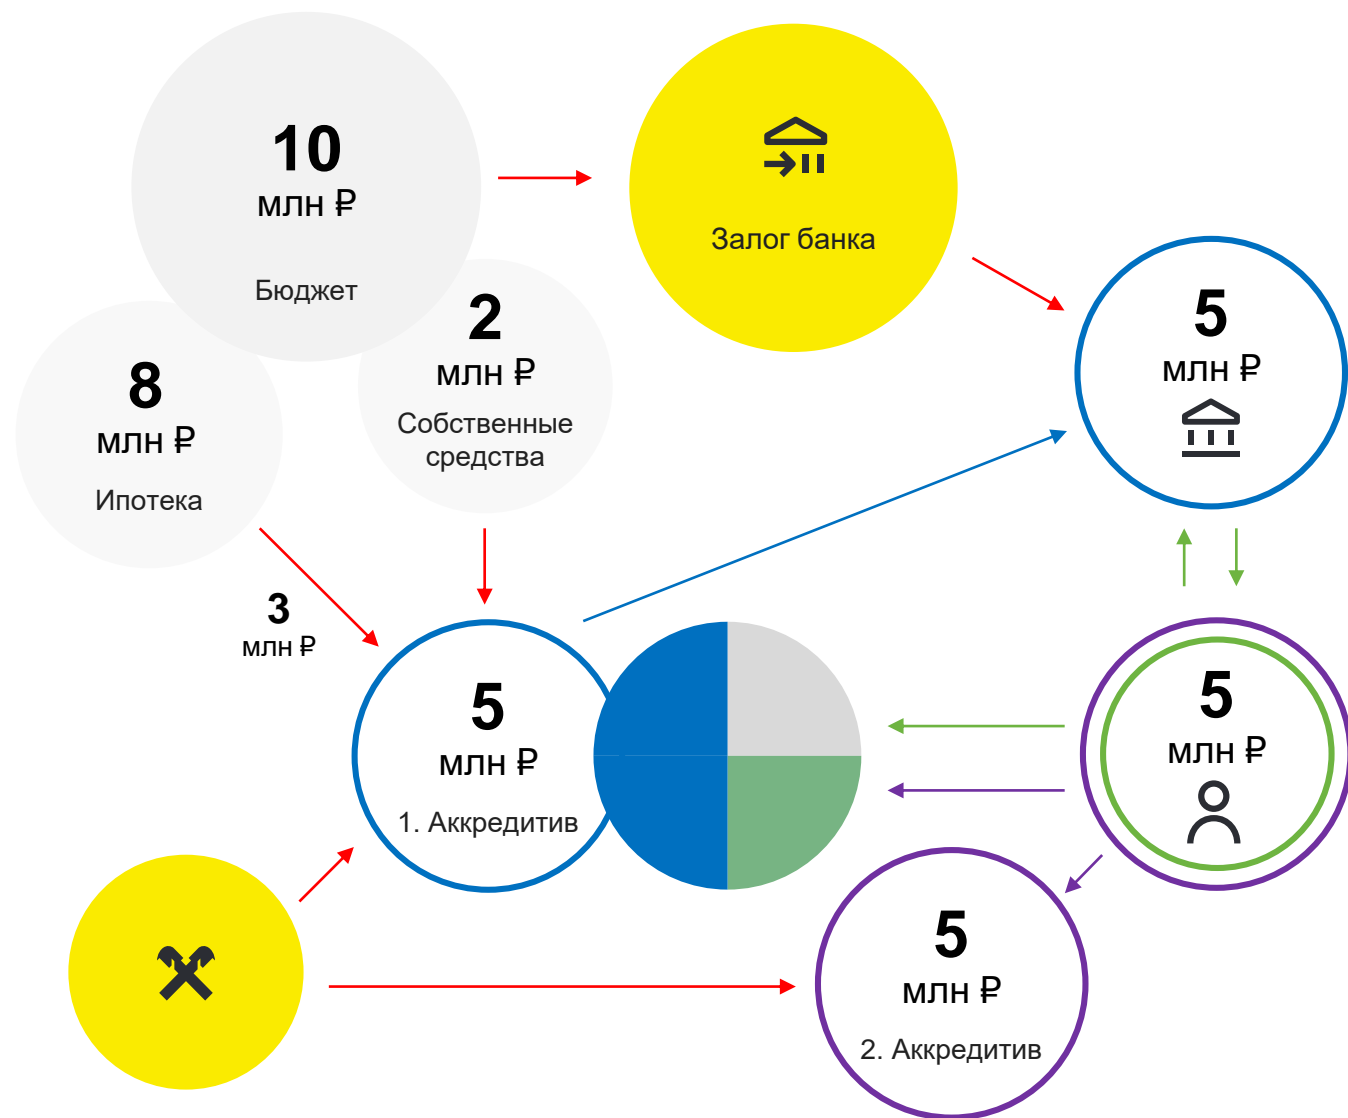 10
млн ₽
Бюджет
Залог банка
2
млн ₽
Собственные
средства
8
млн ₽
Ипотека
5
млн ₽
3
млн ₽
5
млн ₽
1. Аккредитив
5
млн ₽
5
млн ₽
2. Аккредитив